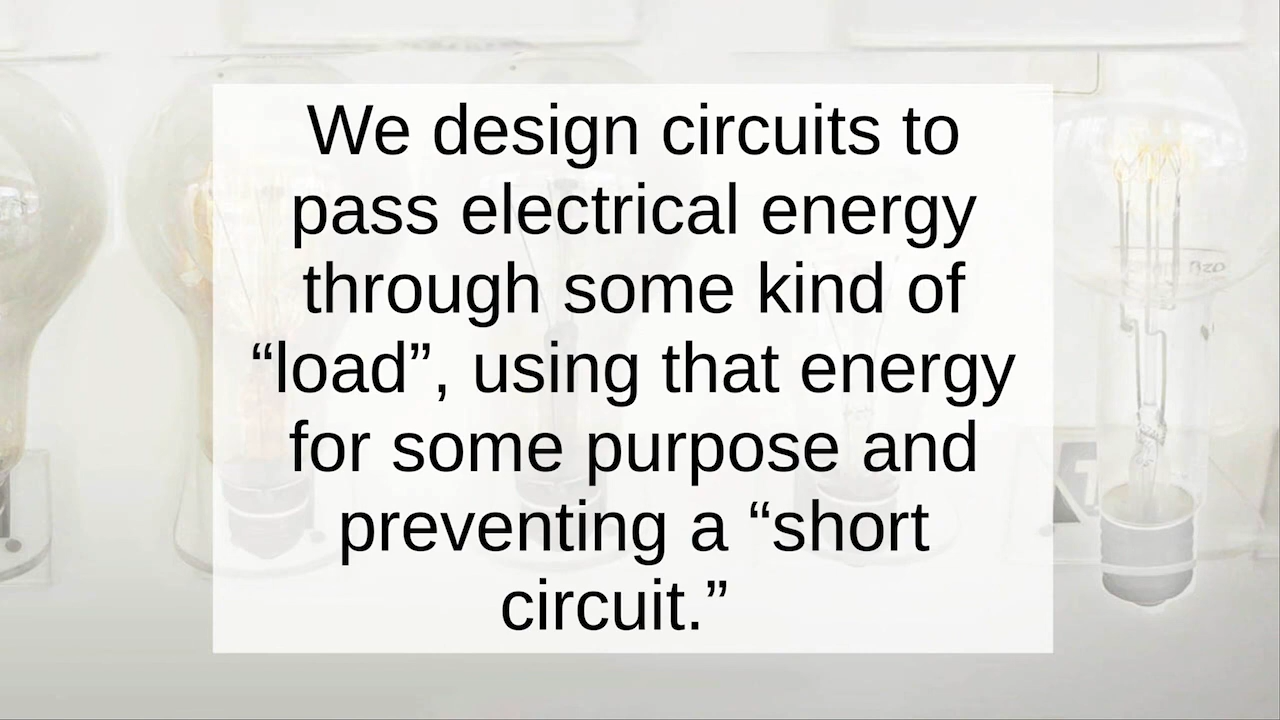 We design circuits to
pass electrical energy
through some kind of
“load”, using that energy
for some purpose and
preventing a “short
circuit.”